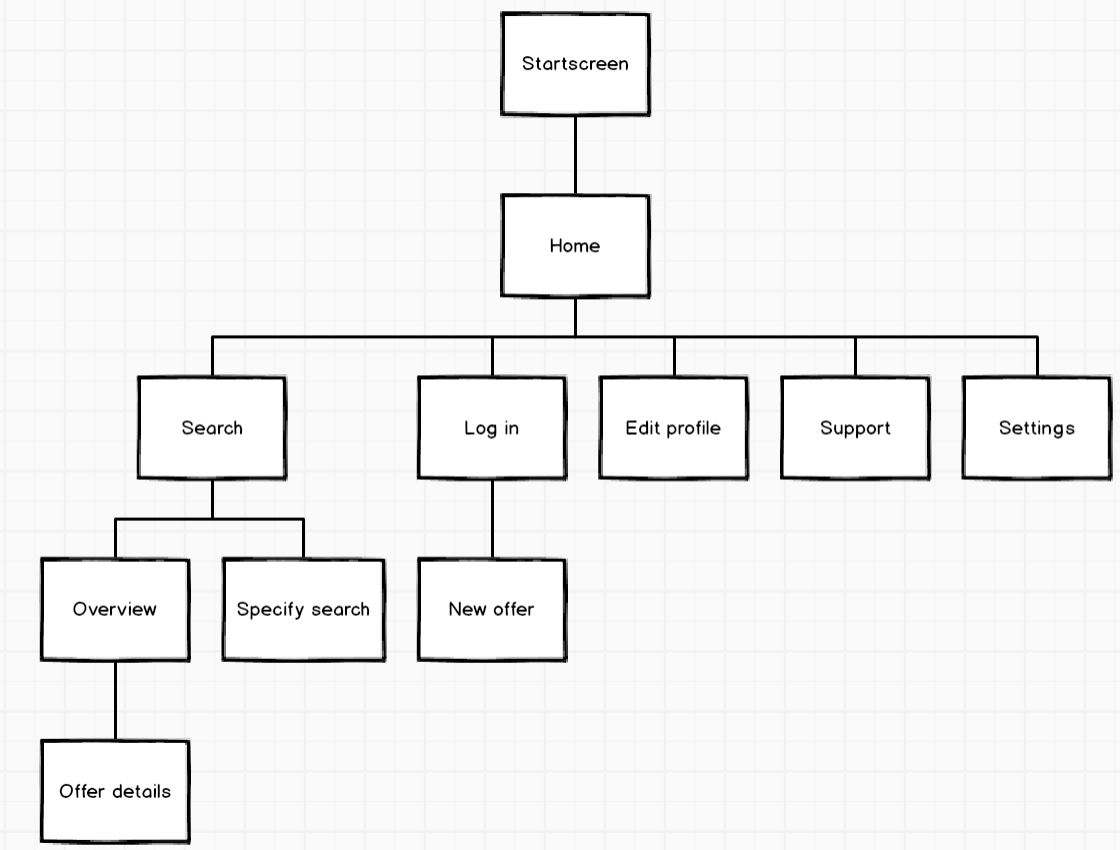 Startscreen
Home
Search
Log in
Edit profile
Support
Settings
Overview
Specify search
New offer
Offer details